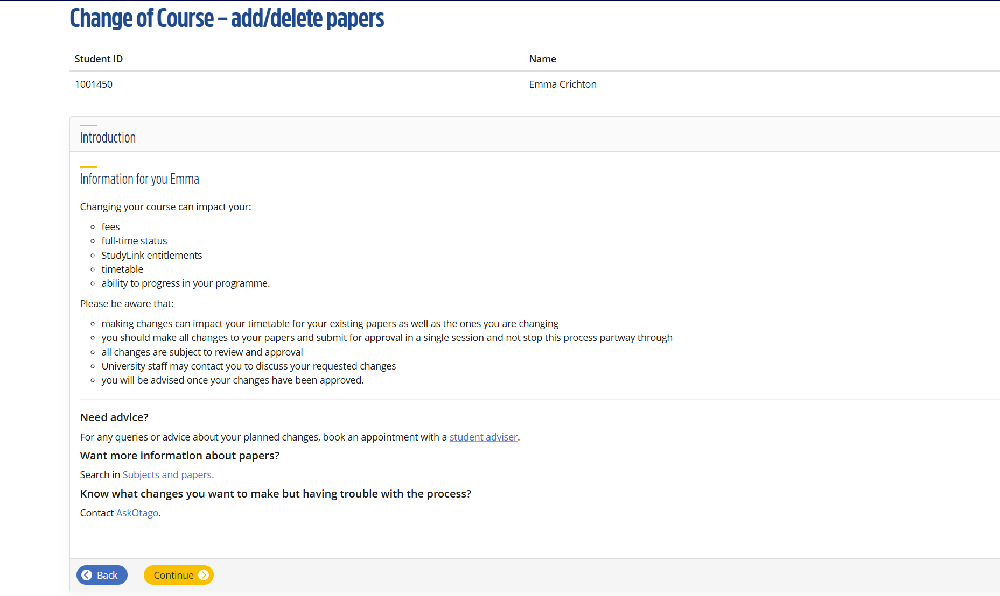 Change of Course – add/delete papers
Student ID
Name
1001450
Emma Crichton
Introduction
Information for you Emma
Changing your course can impact your:
fees
full-time status
StudyLink entitlements
timetable
ability to progress in your programme.
Please be aware that:
making changes can impact your timetable for your existing papers as well as the ones you are changing
you should make all changes to your papers and submit for approval in a single session and not stop this process partway through
all changes are subject to review and approval
University staff may contact you to discuss your requested changes
you will be advised once your changes have been approved.
Need advice?
For any queries or advice about your planned changes, book an appointment with a student adviser.
Want more information about papers?
Search in Subjects and papers.
Know what changes you want to make but having trouble with the process?
Contact AskOtago.
Back
Continue